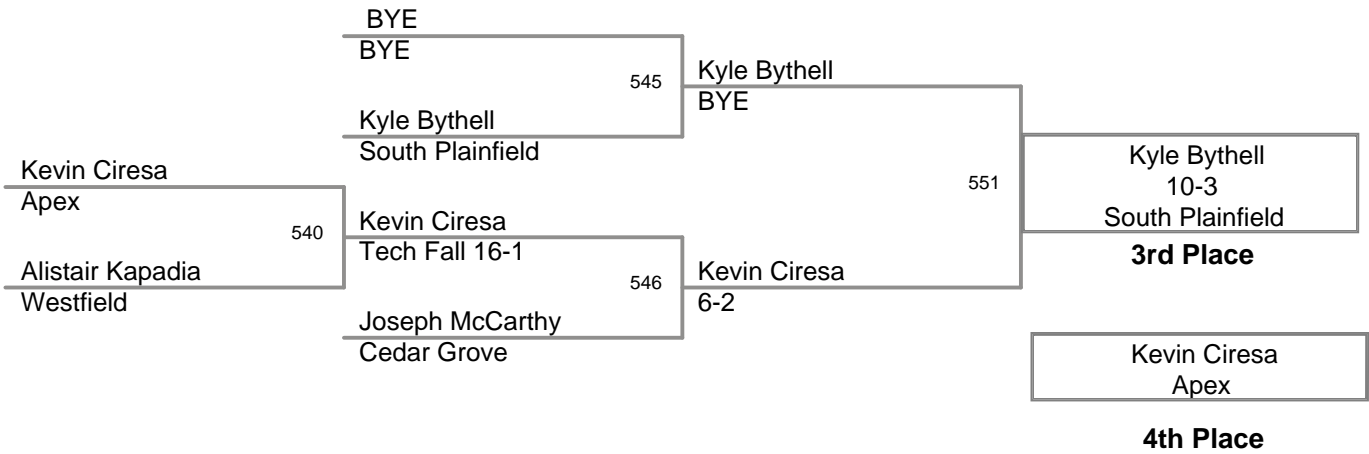 BYE
BYE
545
Kyle Bythell
South Plainfield
Kyle Bythell
BYE
Kevin Ciresa
Apex
540
Alistair Kapadia
Westfield
Kevin Ciresa
Tech Fall 16-1
546
Joseph McCarthy
Cedar Grove
Kevin Ciresa
6-2
551
Kyle Bythell
10-3
South Plainfield
3rd Place
Kevin Ciresa
Apex
4th Place